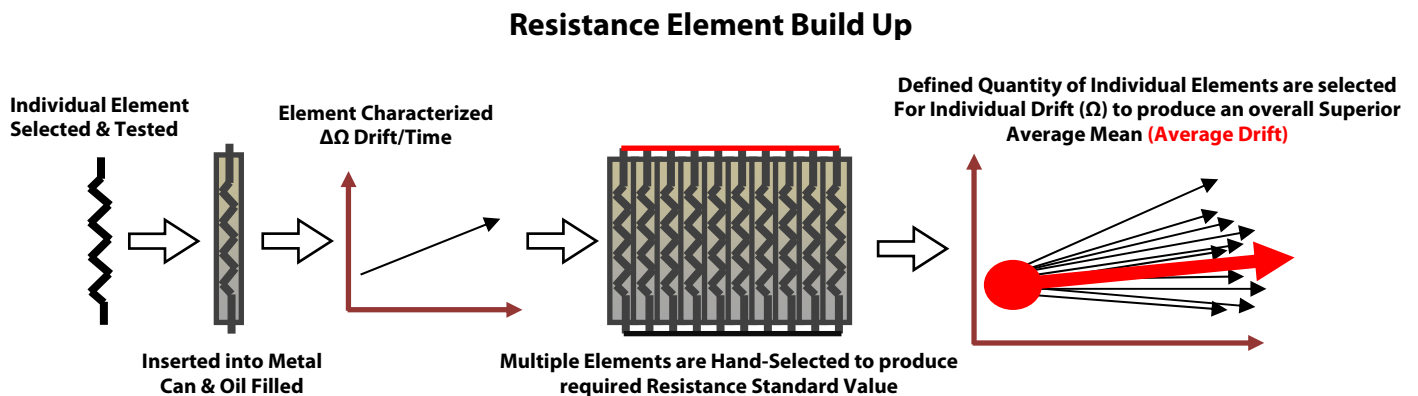 Resistance Element Build Up
Individual Element
Selected & Tested
Element Characterized
ΔΩ Drift/Time
Defined Quantity of Individual Elements are selected
For Individual Drift (Ω) to produce an overall Superior
Average Mean (Average Drift)
Inserted into Metal
Can & Oil Filled
Multiple Elements are Hand-Selected to produce
required Resistance Standard Value